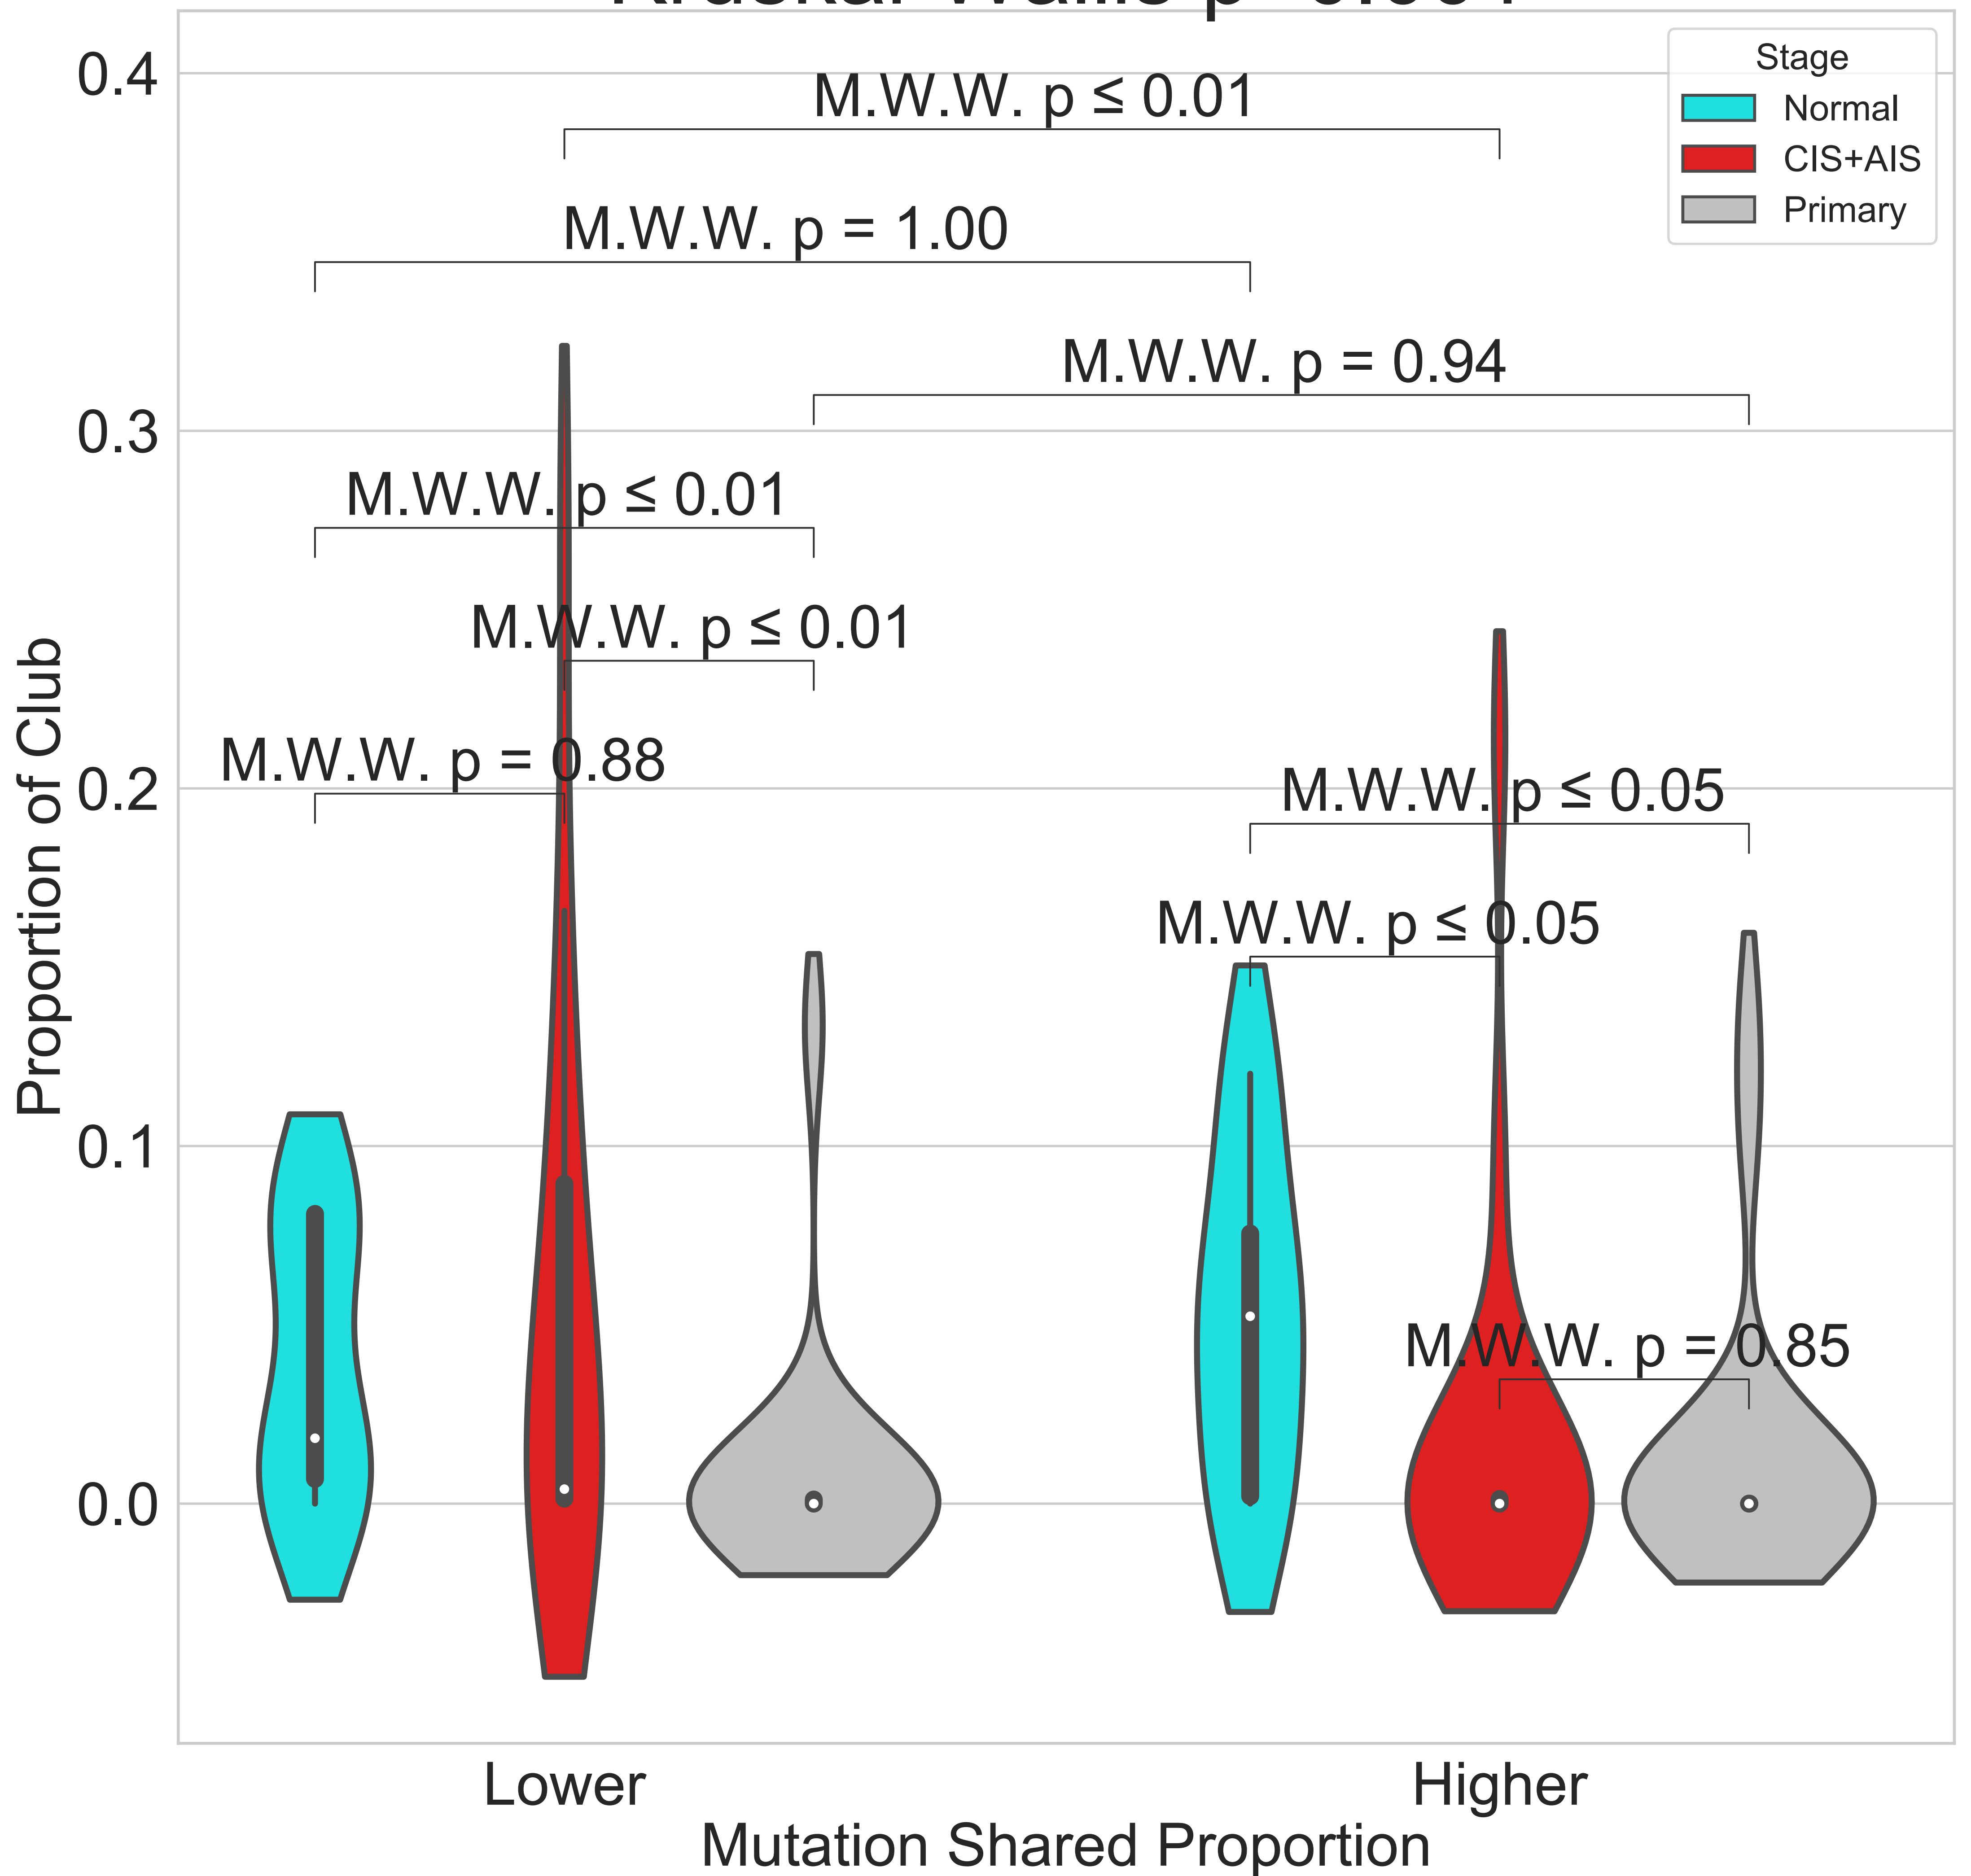 Stage
Normal
CIS+AIS
Primary
M.W.W. p ≤ 0.01
M.W.W. p = 1.00
M.W.W. p = 0.94
M.W.W. p ≤ 0.01
M.W.W. p ≤ 0.01
M.W.W. p = 0.88
M.W.W. p ≤ 0.05
M.W.W. p ≤ 0.05
M.W.W. p = 0.85
0.4
0.3
0.2
0.1
0.0
Proportion of Club
Lower
Higher
Mutation Shared Proportion